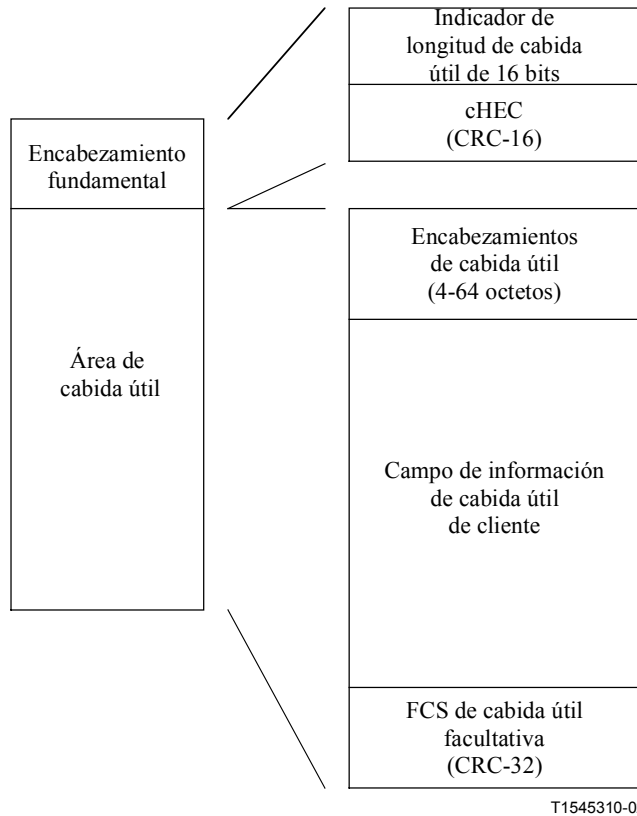 Encabezamiento
fundamental
Área de
cabida útil
Indicador de
longitud de cabida
útil de 16 bits
cHEC
(CRC-16)
Encabezamientos
de cabida útil
(4-64 octetos)
Campo de información
de cabida útil
de cliente
FCS de cabida útil
facultativa
(CRC-32)
T1545310-0